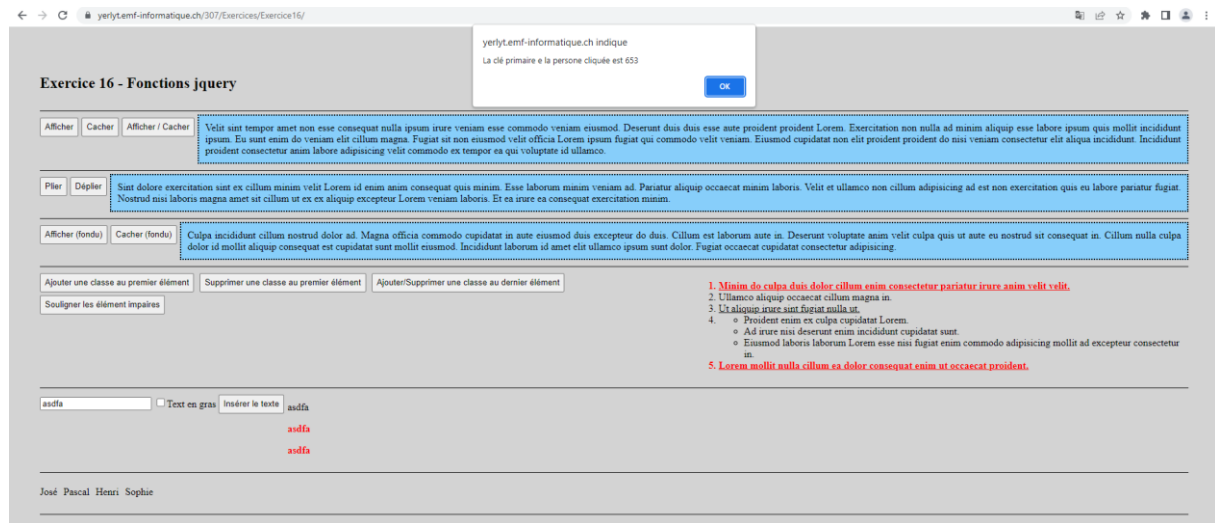 yerlyt.emf-informatique.ch/307/Exercices/Exercice16/
yerlyt.emf-informatique.ch indique
La clé primaire e la persone cliquée est 653
OK
Exercice 16 - Fonctions jquery
Afficher Cacher Afficher / Cacher
Velit sint tempor amet non esse consequat nulla ipsum irure veniam esse commodo veniam eiusmod. Deserunt duis duis esse aute proident proident Lorem. Exercitation non nulla ad minim aliquip esse labore ipsum quis mollit incididunt
ipsum. Eu sunt enim do veniam elit cillum magna. Fugiat sit non eiusmod velit officia Lorem ipsum fugiat qui commodo velit veniam. Eiusmod cupidatat non elit proident proident do nisi veniam consectetur elit aliqua incididunt. Incididunt
proident consectetur anim labore adipisicing velit commodo ex tempor ea qui voluptate id ullamco.
Plier Déplier
Sint dolore exercitation sint ex cillum minim velit Lorem id enim anim consequat quis minim. Esse laborum minim veniam ad. Pariatur aliquip occaecat minim laboris. Velit et ullamco non cillum adipisicing ad est non exercitation quis eu labore pariatur fugiat.
Nostrud nisi laboris magna amet sit cillum ut ex ex aliquip excepteur Lorem veniam laboris. Et ea irure ea consequat exercitation minim.
Afficher (fondu) Cacher (fondu)
Culpa incididunt cillum nostrud dolor ad. Magna officia commodo cupidatat in aute eiusmod duis excepteur do duis. Cillum est laborum aute in. Deserunt voluptate anim velit culpa quis ut aute eu nostrud sit consequat in. Cillum nulla culpa
dolor id mollit aliquip consequat est cupidatat sunt mollit eiusmod. Incididunt laborum id amet elit ullamco ipsum sunt dolor. Fugiat occaecat cupidatat consectetur adipisicing.
Ajouter une classe au premier élément Supprimer une classe au premier élément Ajouter/Supprimer une classe au dernier élément
Souligner les élément impaires
1. Minim do culpa duis dolor cillum enim consectetur pariatur irure anim velit velit.
2. Ullamco aliquip occaecat cillum magna in.
3. Ut aliquip irure sint fugiat nulla ut.
4. Proident enim ex culpa cupidatat Lorem.
Ad irure nisi deserunt enim incididunt cupidatat sunt.
Eiusmod laboris laborum Lorem esse nisi fugiat enim commodo adipisicing mollit ad excepteur consectetur
in.
5. Lorem mollit nulla cillum ea dolor consequat enim ut occaecat proident.
asdfa Text en gras Insérer le texte asdfa
asdfa
asdfa
José Pascal Henri Sophie